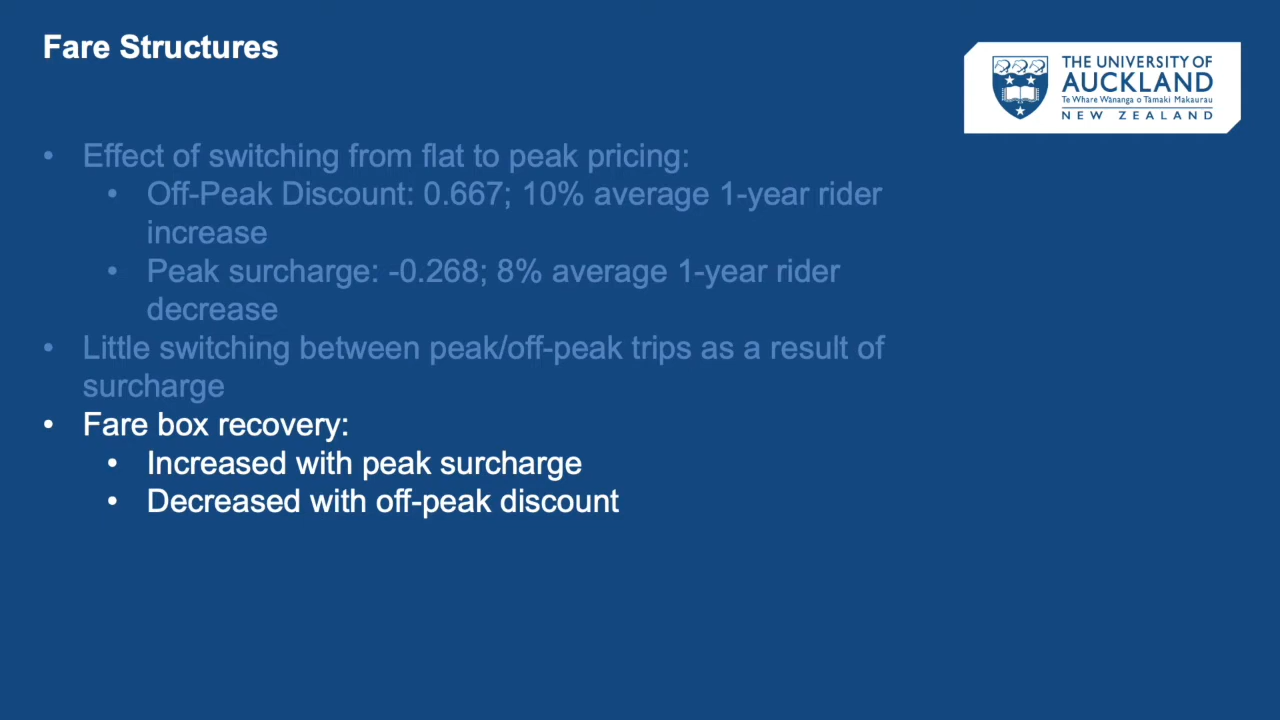 Fare Structures
THE UNIVERSITY OF
AUCKLAND
Te Whare Wānanga o Tāmaki Makaurau
NEW ZEALAND
• Effect of switching from flat to peak pricing:
• Off-Peak Discount: 0.667; 10% average 1-year rider
increase
• Peak surcharge: -0.268; 8% average 1-year rider
decrease
• Little switching between peak/off-peak trips as a result of
surcharge
• Fare box recovery:
• Increased with peak surcharge
• Decreased with off-peak discount